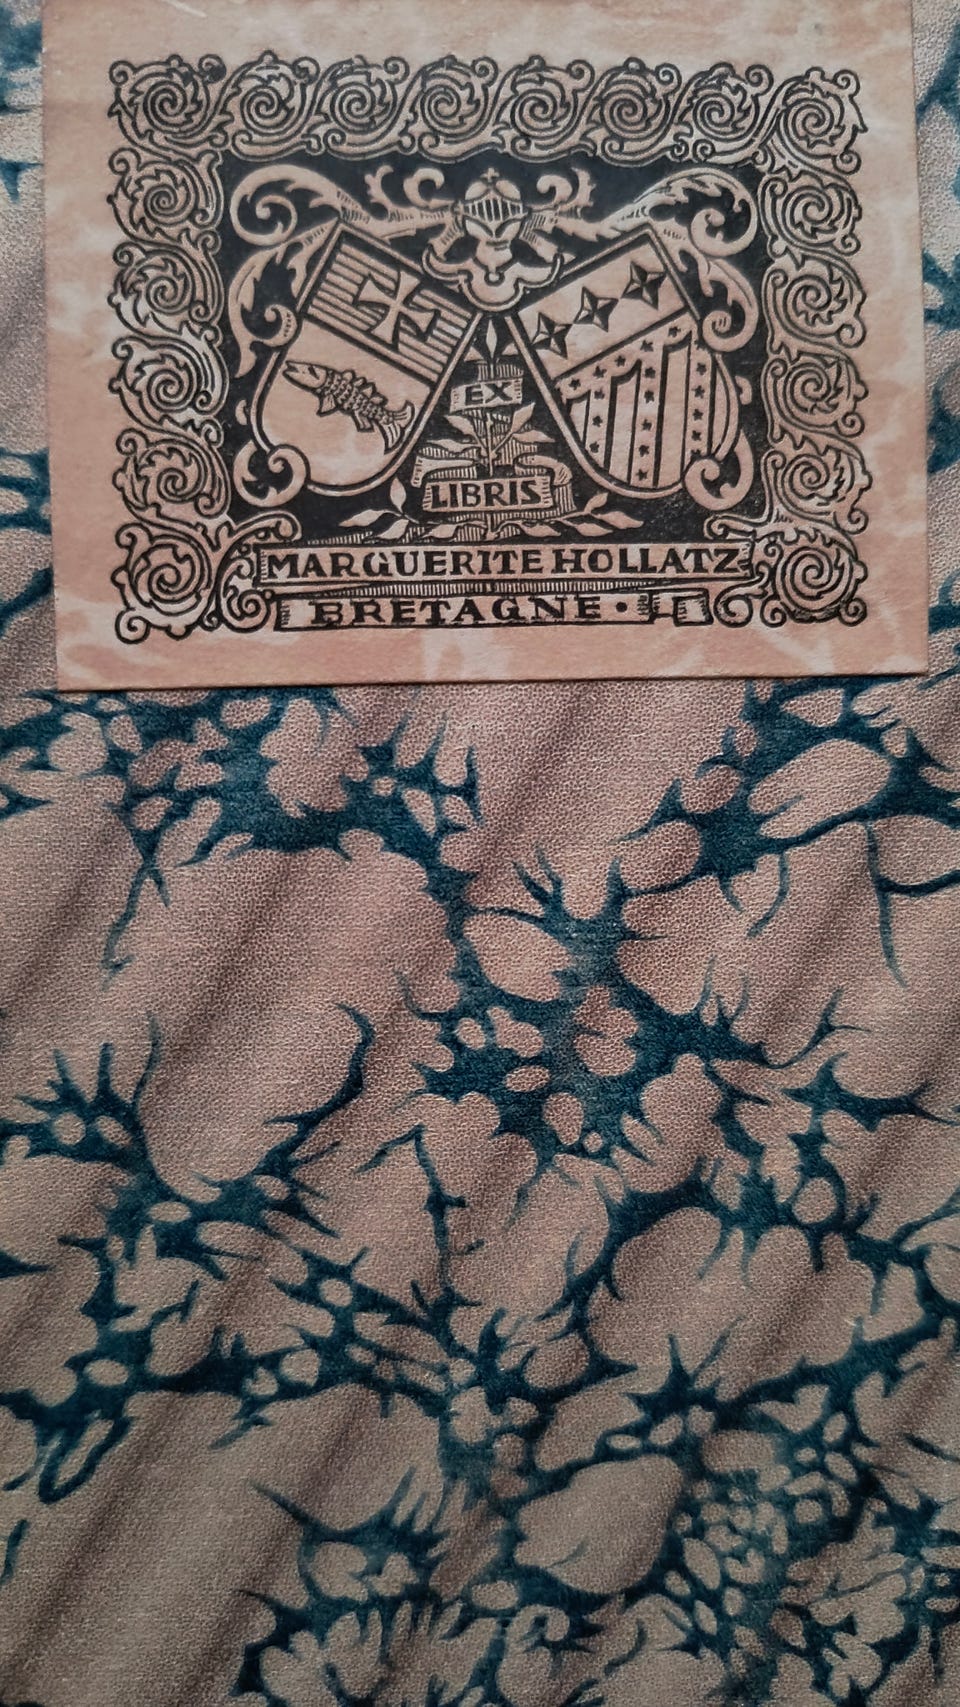 EX
LIBRIS
MARGUERITE HOLLATZ
BRETAGNE •